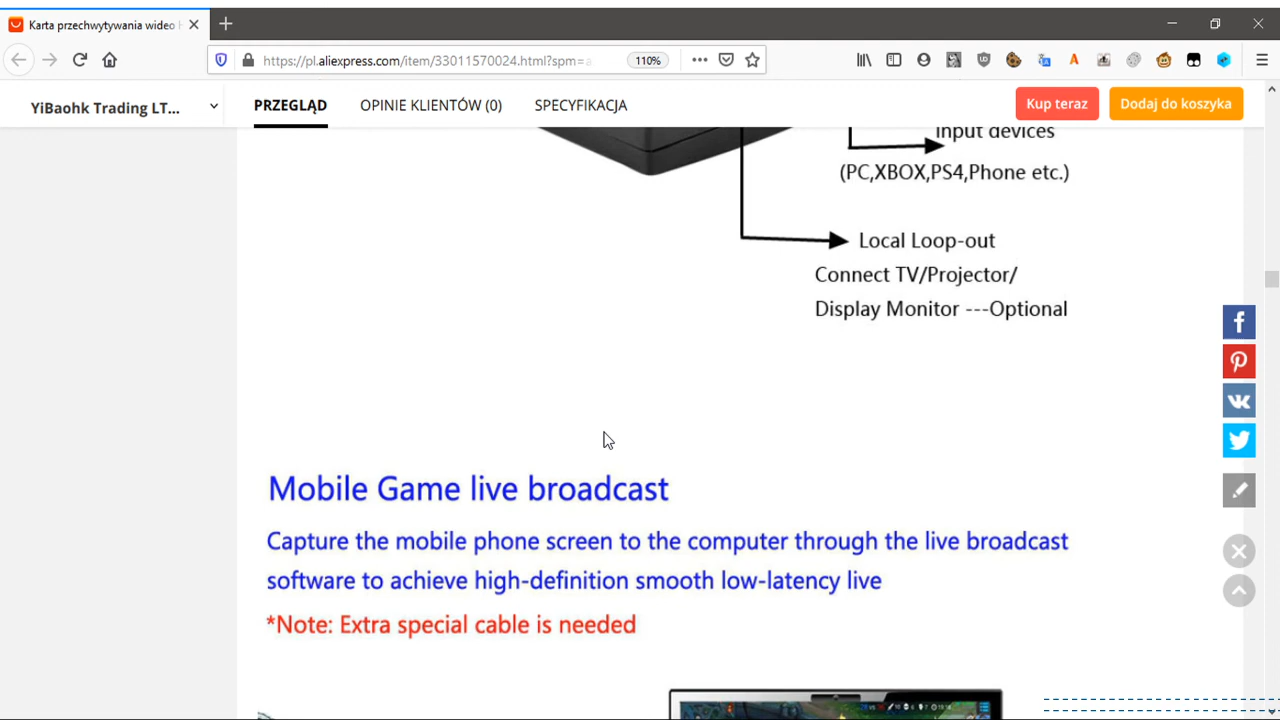 Karta przechwytywania wideo
https://pl.aliexpress.com/item/33011570024.html?spm=a
110%
YiBaohk Trading LT...
PRZEGLĄD
OPINIE KLIENTÓW (0)
SPECYFIKACJA
Kup teraz
Dodaj do koszyka
Input devices
(PC,XBOX,PS4,Phone etc.)
Local Loop-out
Connect TV/Projector/
Display Monitor ---Optional
Mobile Game live broadcast
Capture the mobile phone screen to the computer through the live broadcast
software to achieve high-definition smooth low-latency live
*Note: Extra special cable is needed